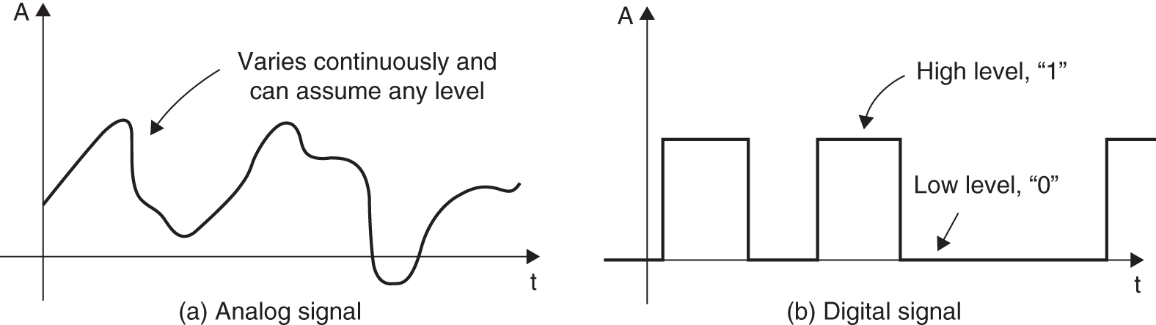 A
Varies continuously and
can assume any level
t
(a) Analog signal
A
High level, “1”
Low level, “0”
t
(b) Digital signal